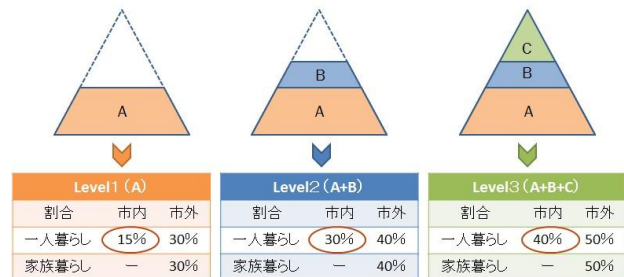 C
B
B
A
A
A
Level1(A)
割合 市内 市外
一人暮らし 15% 30%
家族暮らし － 30%
Level2(A+B)
割合 市内 市外
一人暮らし 30% 40%
家族暮らし － 40%
Level3(A+B+C)
割合 市内 市外
一人暮らし 40% 50%
家族暮らし － 50%